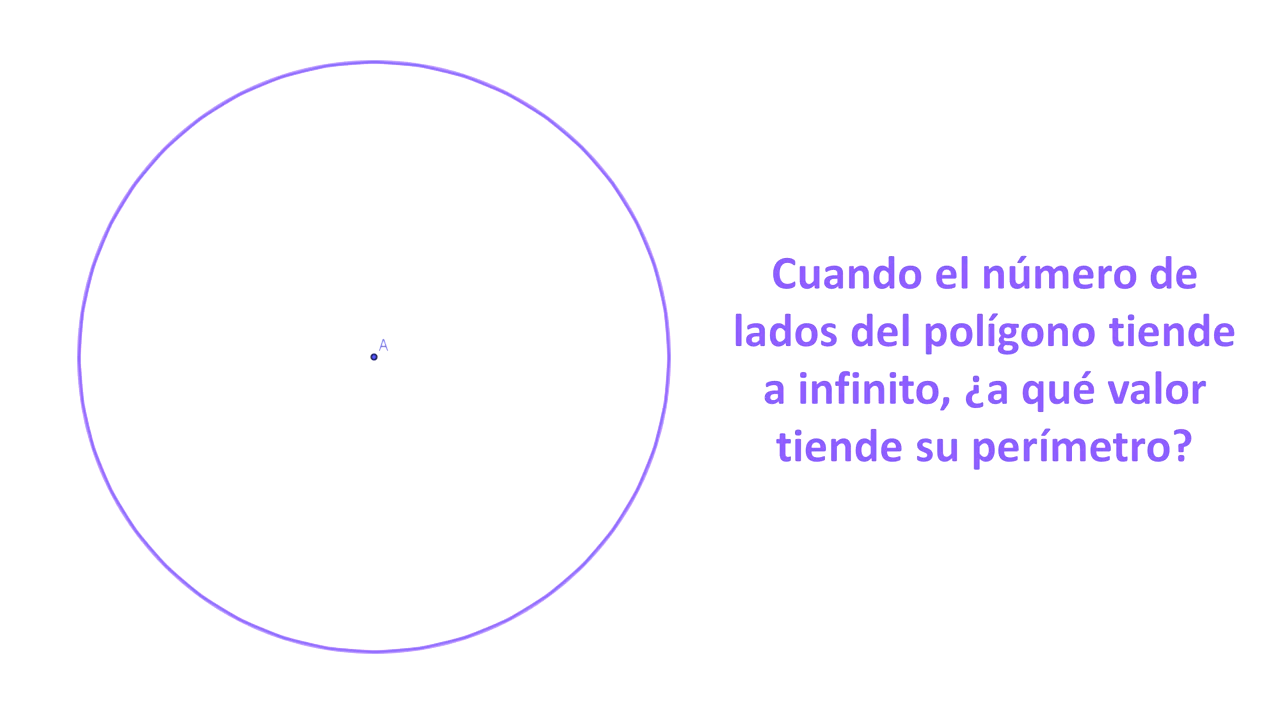 A
Cuando el número de
lados del polígono tiende
a infinito, ¿a qué valor
tiende su perímetro?